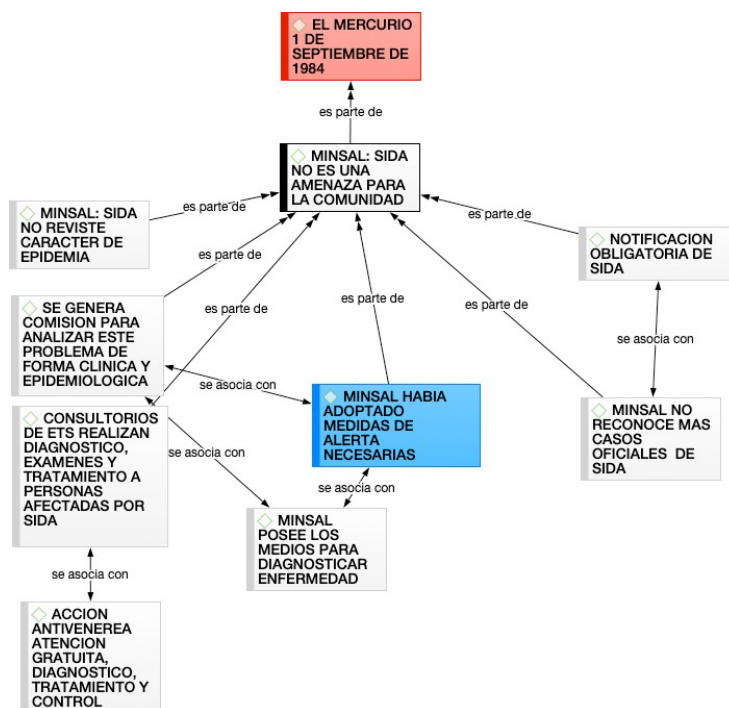 EL MERCURIO
1 DE
SEPTIEMBRE DE
1984
es parte de
MINSAL: SIDA
NO ES UNA
AMENAZA PARA
LA COMUNIDAD
MINSAL: SIDA
NO REVISTE
CARACTER DE
EPIDEMIA
es parte de
es parte de
NOTIFICACION
OBLIGATORIA DE
SIDA
es parte de
SE GENERA
COMISION PARA
ANALIZAR ESTE
PROBLEMA DE
FORMA CLINICA Y
EPIDEMIOLOGICA
es parte de
es parte de
es parte de
se asocia con
se asocia con
MINSAL HABIA
ADOPTADO
MEDIDAS DE
ALERTA
NECESARIAS
MINSAL NO
RECONOCE MAS
CASOS
OFICIALES DE
SIDA
CONSULTORIOS
DE ETS REALIZAN
DIAGNOSTICO,
EXAMENES Y
TRATAMIENTO A
PERSONAS
AFECTADAS POR
SIDA
se asocia con
se asocia con
MINSAL
POSEE LOS
MEDIOS PARA
DIAGNOSTICAR
ENFERMEDAD
se asocia con
ACCION
ANTIVENEREA
ATENCION
GRATUITA,
DIAGNOSTICO,
TRATAMIENTO Y
CONTROL